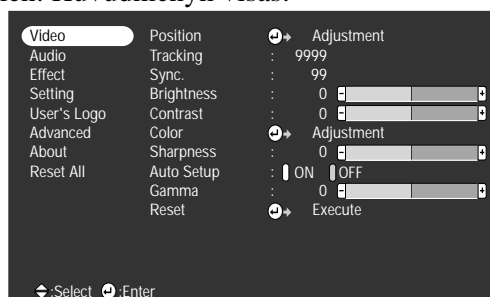 Video Position Adjustment
Audio Tracking : 9999
Effect Sync. : 99
Setting Brightness : 0 - +
User's Logo Contrast : 0 - +
Advanced Color Adjustment
About Sharpness : 0 - +
Reset All Auto Setup : ON OFF
Gamma : 0 - +
Reset Execute
:Select :Enter